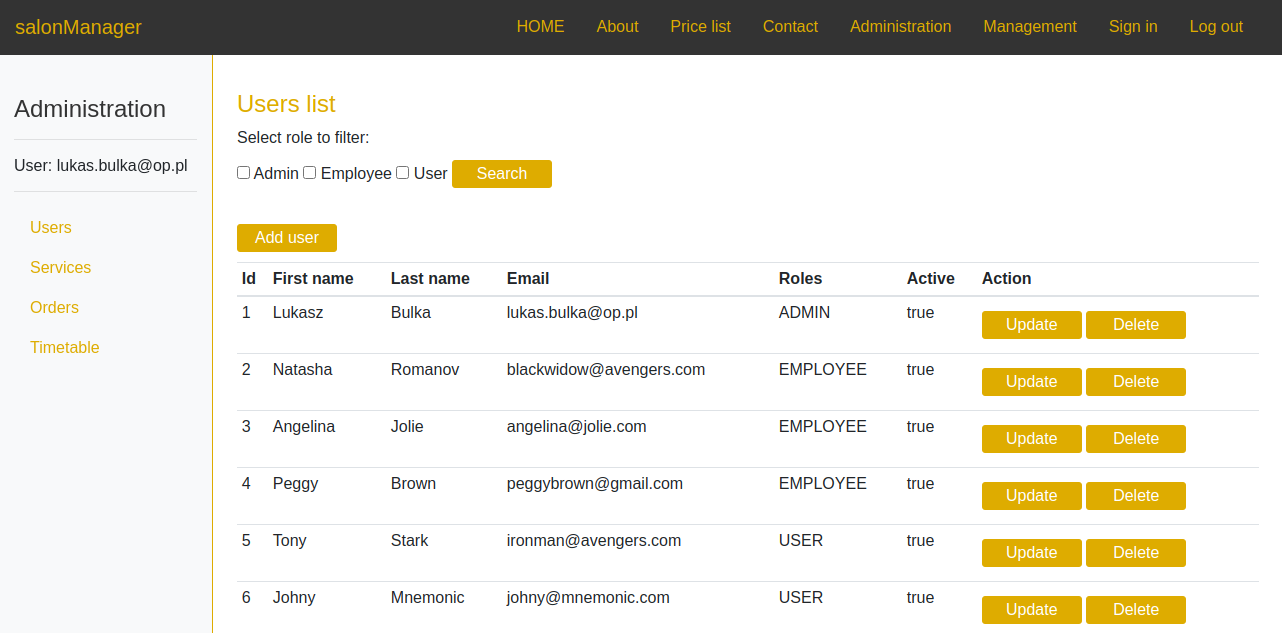 salonManager HOME About Price list Contact Administration Management Sign in Log out
Administration
User: lukas.bulka@op.pl
Users
Services
Orders
Timetable
Users list
Select role to filter:
Admin Employee User Search
Add user
Id First name Last name Email Roles Active Action
1 Lukasz Bulka lukas.bulka@op.pl ADMIN true Update Delete
2 Natasha Romanov blackwidow@avengers.com EMPLOYEE true Update Delete
3 Angelina Jolie angelina@jolie.com EMPLOYEE true Update Delete
4 Peggy Brown peggybrown@gmail.com EMPLOYEE true Update Delete
5 Tony Stark ironman@avengers.com USER true Update Delete
6 Johny Mnemonic johny@mnemonic.com USER true Update Delete